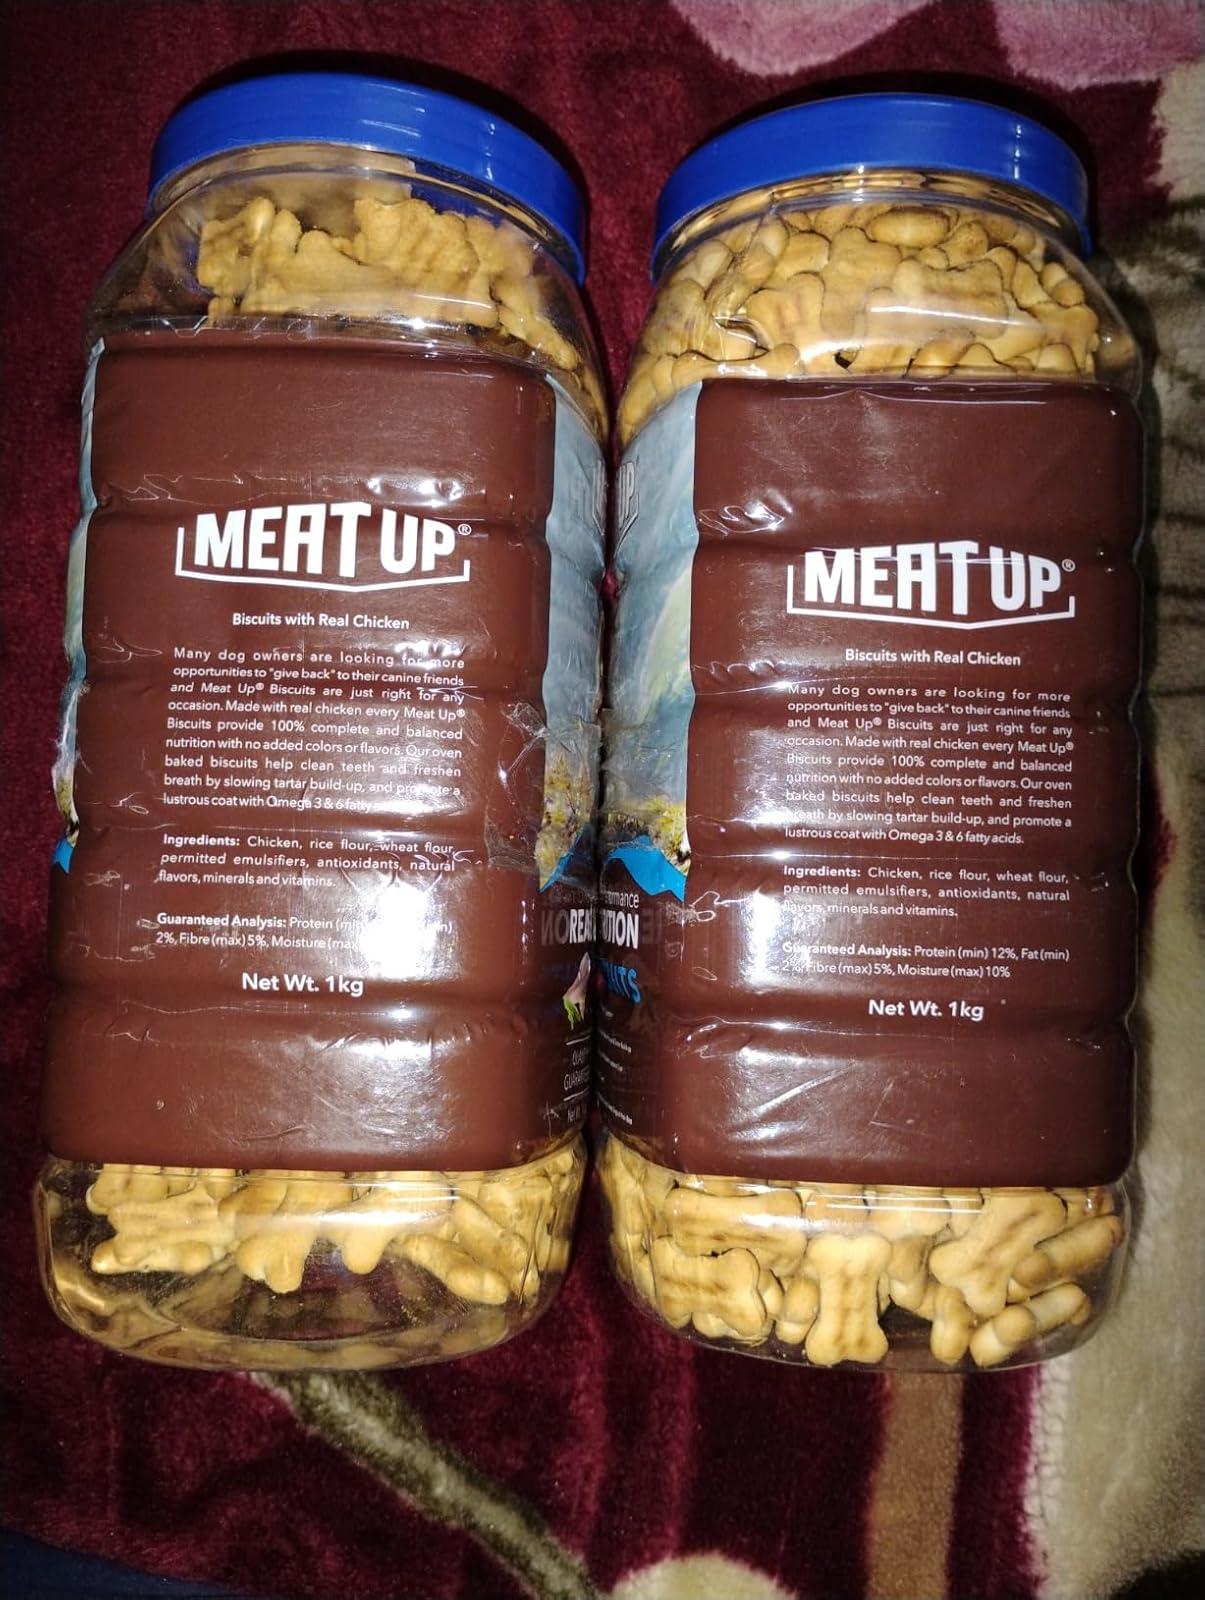 MEAT UP®
Biscuits with Real Chicken
Many dog owners are looking for more
opportunities to "give back" to their canine friends
and Meat Up® Biscuits are just right for any
occasion. Made with real chicken every Meat Up®
Biscuits provide 100% complete and balanced
nutrition with no added colors or flavors. Our oven
baked biscuits help clean teeth and freshen
breath by slowing tartar build-up, and promote a
lustrous coat with Omega 3 & 6 fatty
Ingredients: Chicken, rice flour, wheat flour,
permitted emulsifiers, antioxidants, natural
flavors, minerals and vitamins.
Guaranteed Analysis: Protein
2%, Fibre (max) 5%, Moisture (max
Net Wt. 1kg
MEAT UP®
Biscuits with Real Chicken
Many dog owners are looking for more
opportunities to "give back" to their canine friends
and Meat Up® Biscuits are just right for any
occasion. Made with real chicken every Meat Up®
Biscuits provide 100% complete and balanced
nutrition with no added colors or flavors. Our oven
baked biscuits help clean teeth and freshen
breath by slowing tartar build-up, and promote a
lustrous coat with Omega 3 & 6 fatty acids.
Ingredients: Chicken, rice flour, wheat flour,
permitted emulsifiers, antioxidants, natural
flavors, minerals and vitamins.
Guaranteed Analysis: Protein (min) 12%, Fat (min)
2%, Fibre (max) 5%, Moisture (max) 10%
Net Wt. 1kg